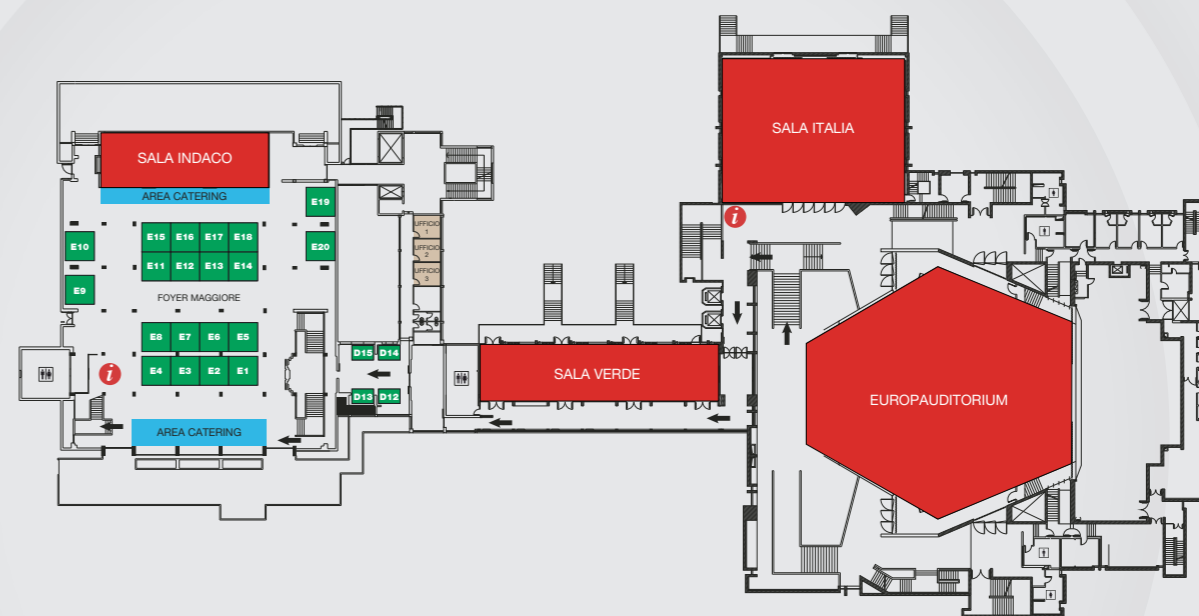 SALA ITALIA
SALA INDACO
AREA CATERING
E19
E10
E15 E16 E17 E18
E20
E11 E12 E13 E14
E9
FOYER MAGGIORE
UFFICIO
1
UFFICIO
2
UFFICIO
3
i
E8 E7 E6 E5
E4 E3 E2 E1
i
D15 D14
D13 D12
SALA VERDE
EUROPAUDITORIUM
AREA CATERING